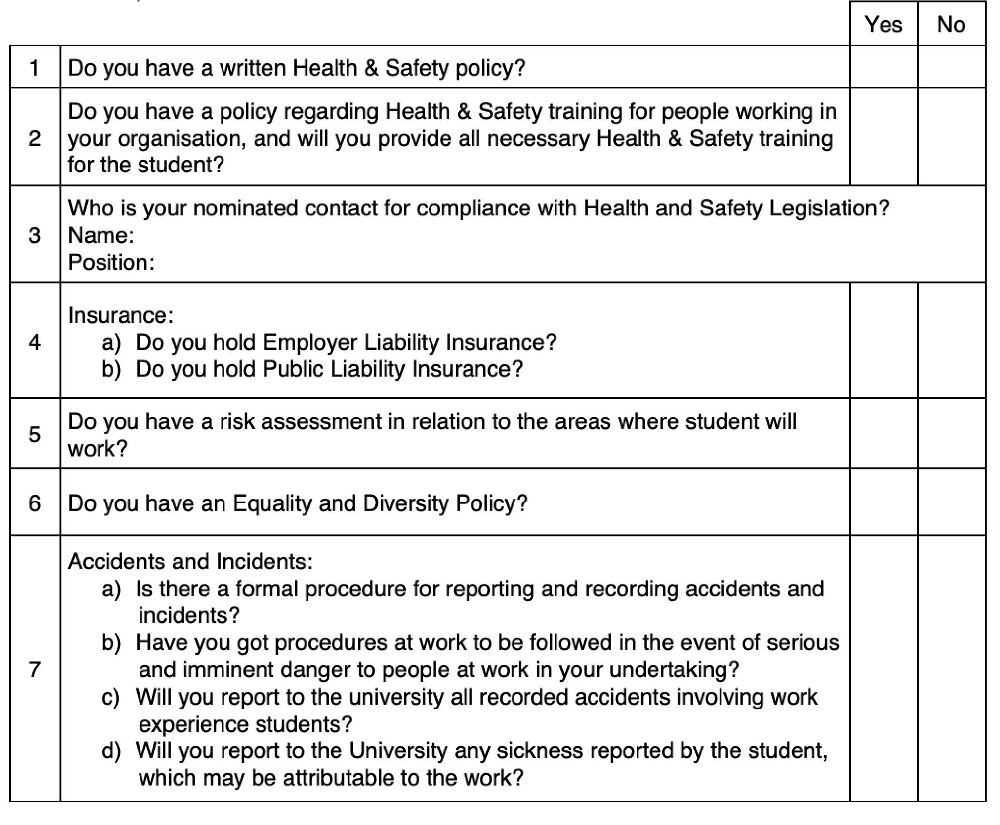 Yes No
1 Do you have a written Health & Safety policy?
Do you have a policy regarding Health & Safety training for people working in
2 your organisation, and will you provide all necessary Health & Safety training
for the student?
Who is your nominated contact for compliance with Health and Safety Legislation?
3 Name:
Position:
Insurance:
4 a) Do you hold Employer Liability Insurance?
b) Do you hold Public Liability Insurance?
5 Do you have a risk assessment in relation to the areas where student will
work?
6 Do you have an Equality and Diversity Policy?
Accidents and Incidents:
a) Is there a formal procedure for reporting and recording accidents and
incidents?
b) Have you got procedures at work to be followed in the event of serious
7 and imminent danger to people at work in your undertaking?
c) Will you report to the university all recorded accidents involving work
experience students?
d) Will you report to the University any sickness reported by the student,
which may be attributable to the work?